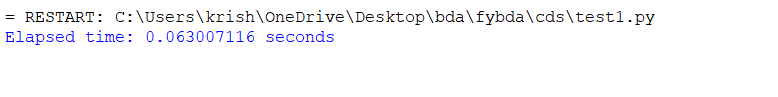 = RESTART: C:\Users\krish\OneDrive\Desktop\bda\fybda\cds\test1.py
Elapsed time: 0.063007116 seconds